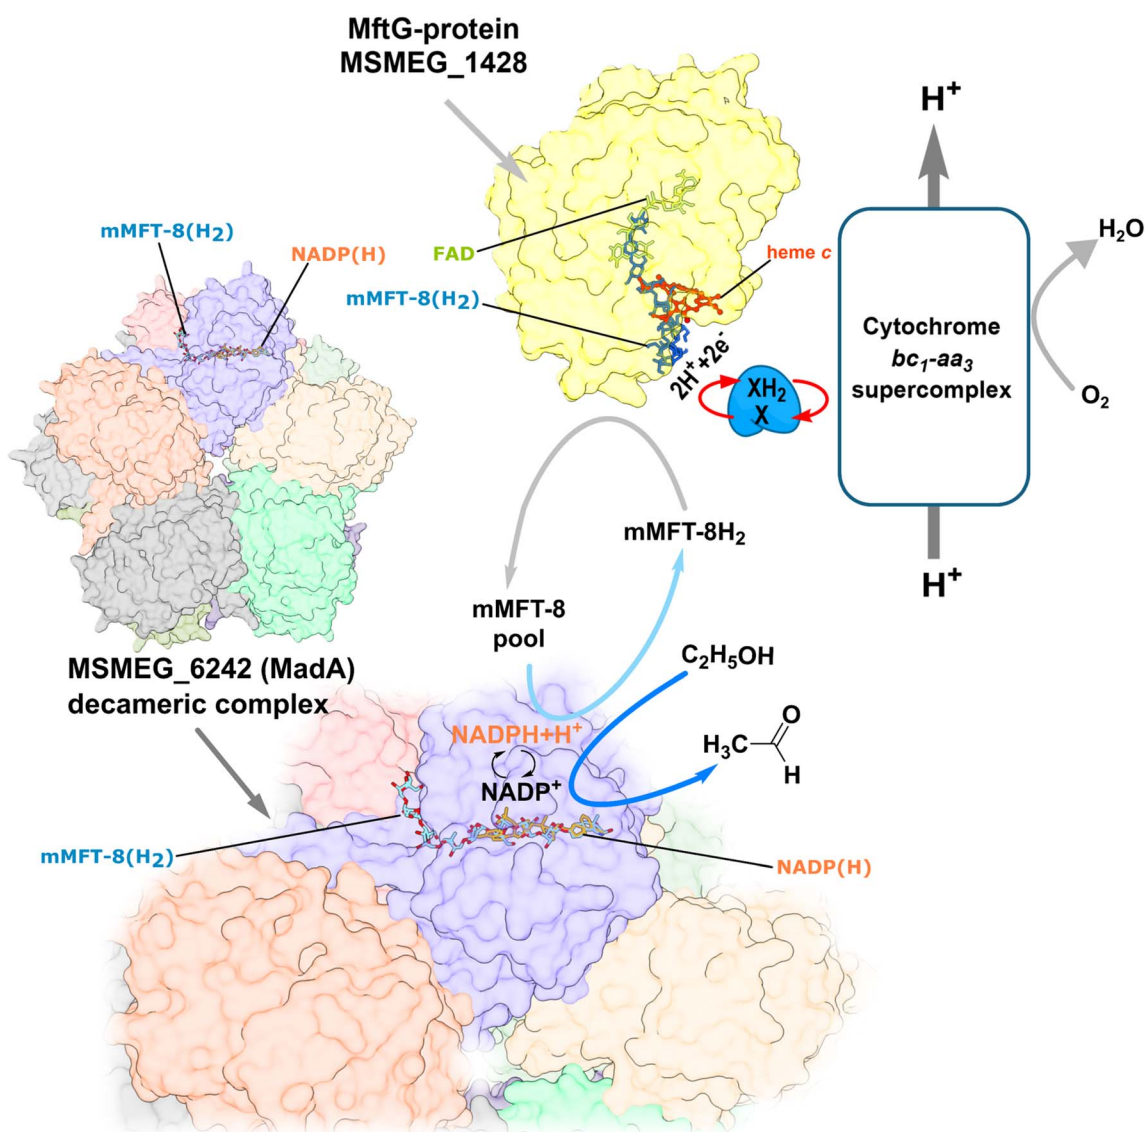 MftG-protein
MSMEG_1428
H⁺
mMFT-8(H₂)
NADP(H)
FAD
heme c
mMFT-8(H₂)
2H⁺+2e⁻
XH₂
X
Cytochrome
bc₁-aa₃
supercomplex
H₂O
O₂
H⁺
mMFT-8H₂
mMFT-8
pool
C₂H₅OH
MSMEG_6242 (MadA)
decameric complex
NADPH+H⁺
NADP⁺
H₃C
O
H
mMFT-8(H₂)
NADP(H)